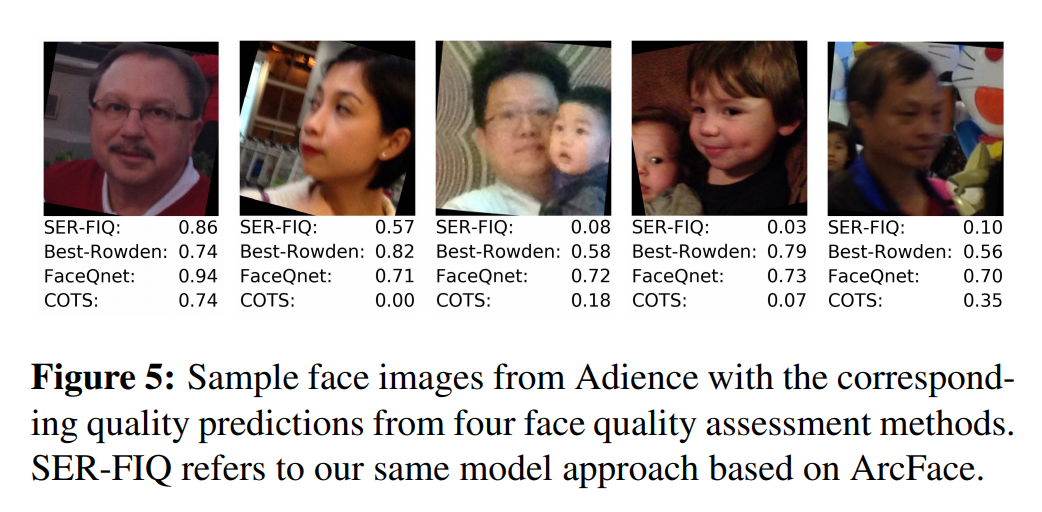 SER-FIQ: 0.86 SER-FIQ: 0.57 SER-FIQ: 0.08 SER-FIQ: 0.03 SER-FIQ: 0.10
Best-Rowden: 0.74 Best-Rowden: 0.82 Best-Rowden: 0.58 Best-Rowden: 0.79 Best-Rowden: 0.56
FaceQnet: 0.94 FaceQnet: 0.71 FaceQnet: 0.72 FaceQnet: 0.73 FaceQnet: 0.70
COTS: 0.74 COTS: 0.00 COTS: 0.18 COTS: 0.07 COTS: 0.35
Figure 5: Sample face images from Adience with the correspond-
ing quality predictions from four face quality assessment methods.
SER-FIQ refers to our same model approach based on ArcFace.